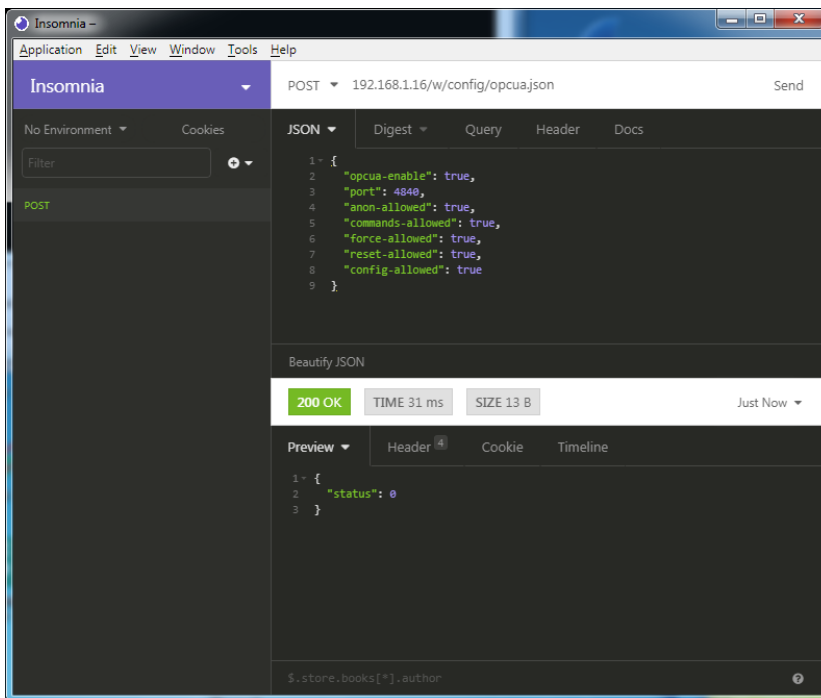 Insomnia –
Application Edit View Window Tools Help
Insomnia
POST 192.168.1.16/w/config/opcua.json Send
No Environment Cookies
JSON Digest Query Header Docs
Filter
POST
1 {
2 "opcua-enable": true,
3 "port": 4840,
4 "anon-allowed": true,
5 "commands-allowed": true,
6 "force-allowed": true,
7 "reset-allowed": true,
8 "config-allowed": true
9 }
Beautify JSON
200 OK TIME 31 ms SIZE 13 B Just Now
Preview Header 4 Cookie Timeline
1 {
2 "status": 0
3 }
$.store.books[*].author